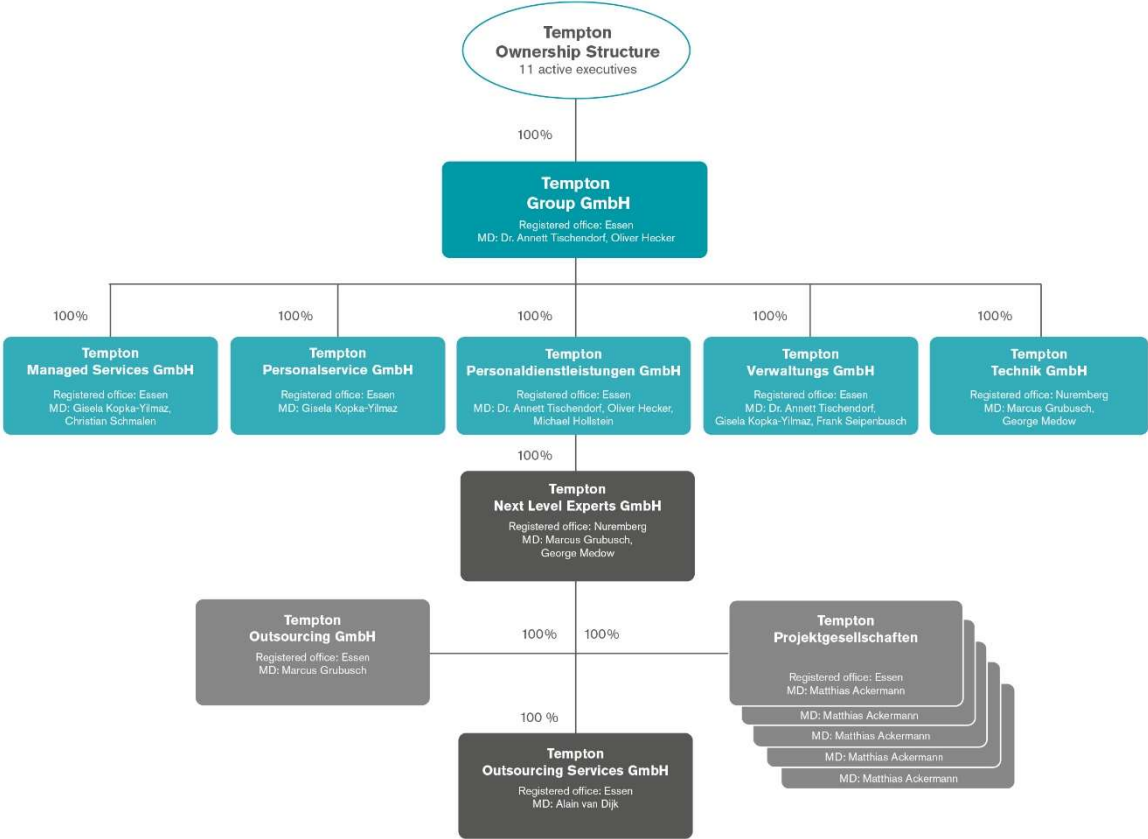 Tempton
Ownership Structure
11 active executives
100%
Tempton
Group GmbH
Registered office: Essen
MD: Dr. Annett Tischendorf, Oliver Hecker
100%
100%
100%
100%
100%
Tempton
Managed Services GmbH
Registered office: Essen
MD: Gisela Kopka-Yilmaz,
Christian Schmalen
Tempton
Personalservice GmbH
Registered office: Essen
MD: Gisela Kopka-Yilmaz
Tempton
Personaldienstleistungen GmbH
Registered office: Essen
MD: Dr. Annett Tischendorf, Oliver Hecker,
Michael Hollstein
Tempton
Verwaltungs GmbH
Registered office: Essen
MD: Dr. Annett Tischendorf,
Gisela Kopka-Yilmaz, Frank Seipenbusch
Tempton
Technik GmbH
Registered office: Nuremberg
MD: Marcus Grubusch,
George Medow
100%
Tempton
Next Level Experts GmbH
Registered office: Nuremberg
MD: Marcus Grubusch,
George Medow
Tempton
Outsourcing GmbH
Registered office: Essen
MD: Marcus Grubusch
100%
100%
Tempton
Projektgesellschaften
Registered office: Essen
MD: Matthias Ackermann
MD: Matthias Ackermann
MD: Matthias Ackermann
MD: Matthias Ackermann
MD: Matthias Ackermann
100 %
Tempton
Outsourcing Services GmbH
Registered office: Essen
MD: Alain van Dijk